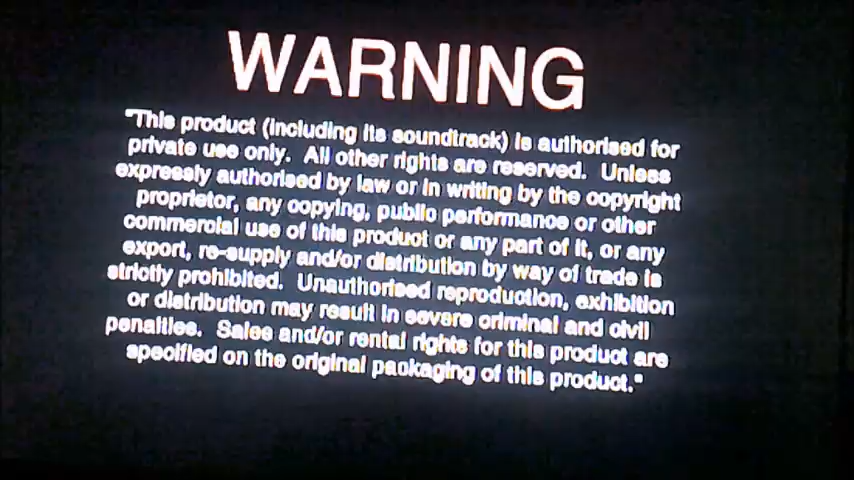 WARNING
"This product (including its soundtrack) is authorised for
private use only. All other rights are reserved. Unless
expressly authorised by law or in writing by the copyright
proprietor, any copying, public performance or other
commercial use of this product or any part of it, or any
export, re-supply and/or distribution by way of trade is
strictly prohibited. Unauthorised reproduction, exhibition
or distribution may result in severe criminal and civil
penalties. Sales and/or rental rights for this product are
specified on the original packaging of this product."